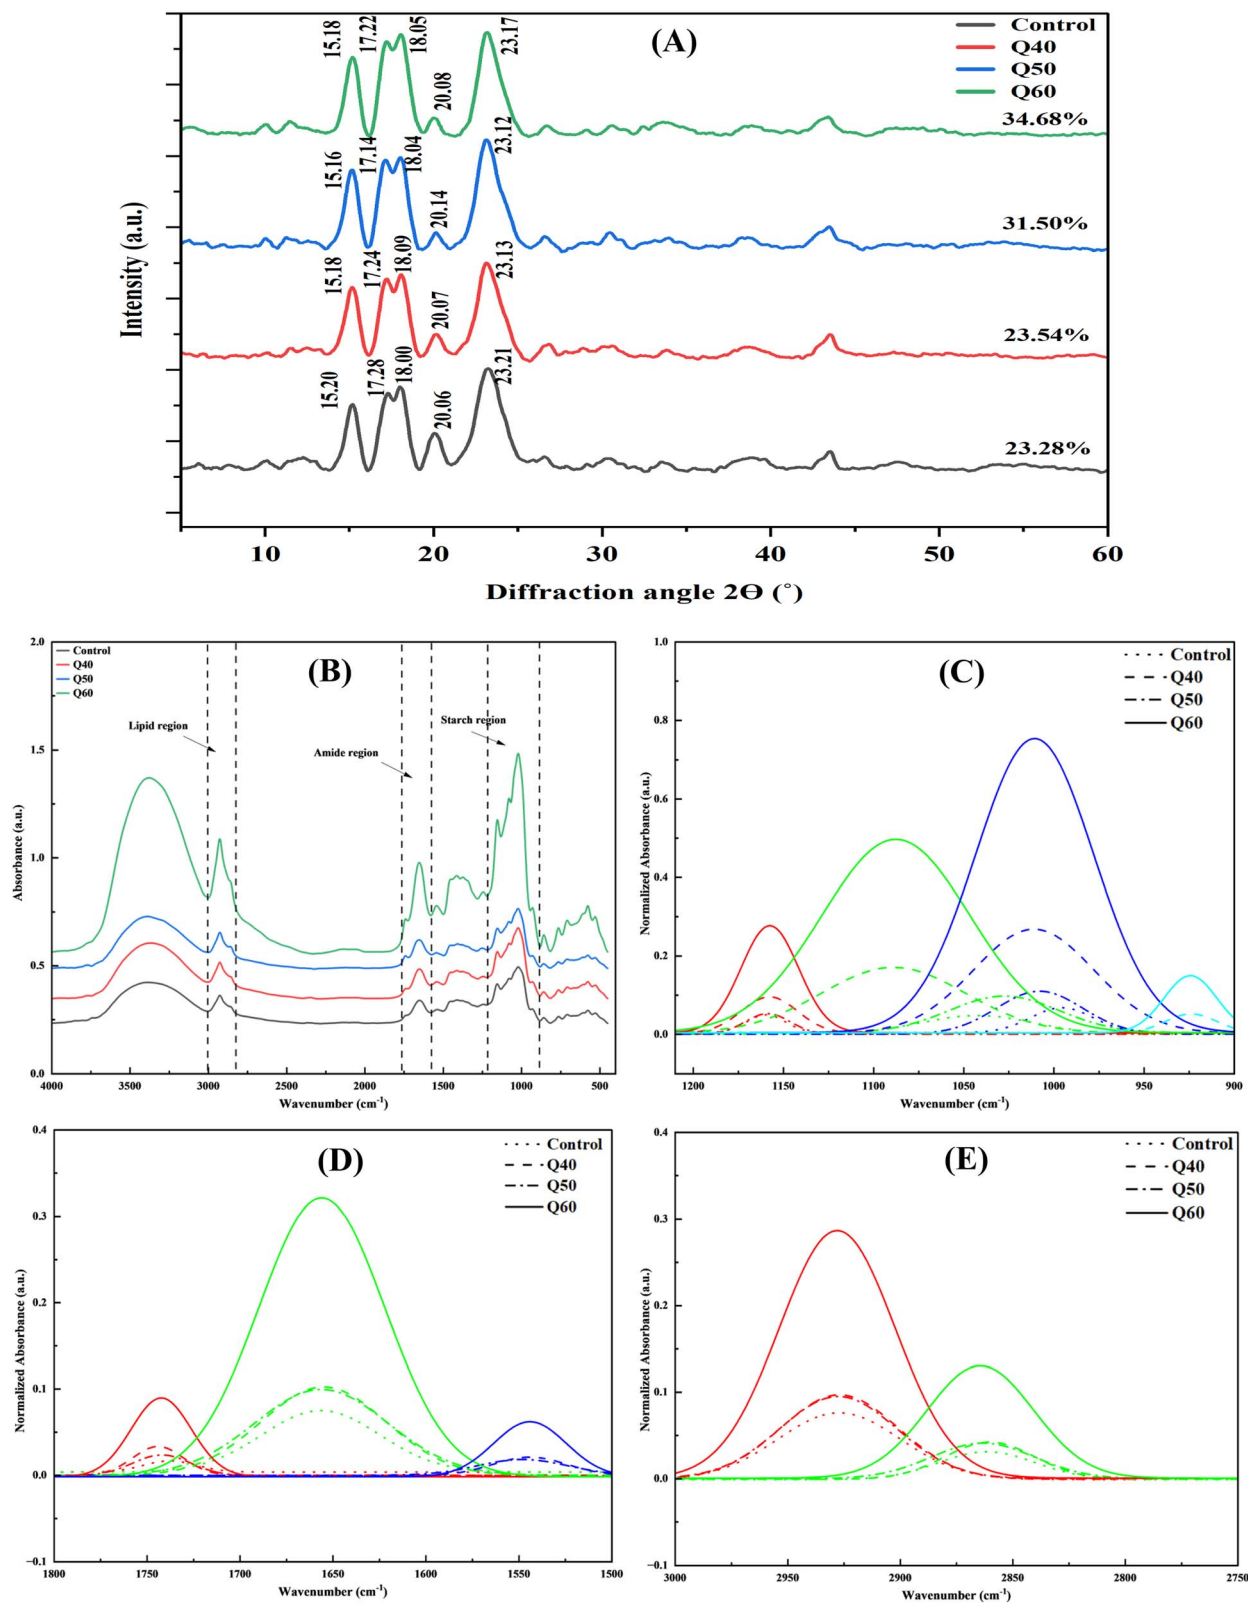 (A)
Control
Q40
Q50
Q60
15.18
17.22
18.05
20.08
23.17
34.68%
15.16
17.14
18.04
20.14
23.12
31.50%
15.18
17.24
18.09
20.07
23.13
23.54%
15.20
17.28
18.00
20.06
23.21
23.28%
Intensity (a.u.)
10 20 30 40 50 60
Diffraction angle 2ϴ (°)
(B)
Control
Q40
Q50
Q60
Lipid region
Amide region
Starch region
2.0
1.5
1.0
0.5
0.0
Absorbance (a.u.)
4000 3500 3000 2500 2000 1500 1000 500
Wavenumber (cm⁻¹)
(C)
Control
Q40
Q50
Q60
1.0
0.8
0.6
0.4
0.2
0.0
Normalized Absorbance (a.u.)
1200 1150 1100 1050 1000 950 900
Wavenumber (cm⁻¹)
(D)
Control
Q40
Q50
Q60
0.4
0.3
0.2
0.1
0.0
−0.1
Normalized Absorbance (a.u.)
1800 1750 1700 1650 1600 1550 1500
Wavenumber (cm⁻¹)
(E)
Control
Q40
Q50
Q60
0.4
0.3
0.2
0.1
0.0
−0.1
Normalized Absorbance (a.u.)
3000 2950 2900 2850 2800 2750
Wavenumber (cm⁻¹)